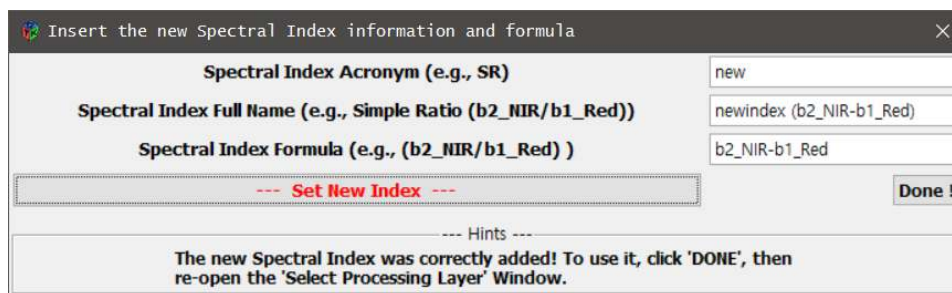 Insert the new Spectral Index information and formula
Spectral Index Acronym (e.g., SR) new
Spectral Index Full Name (e.g., Simple Ratio (b2_NIR/b1_Red)) newindex (b2_NIR-b1_Red)
Spectral Index Formula (e.g., (b2_NIR/b1_Red) ) b2_NIR-b1_Red
--- Set New Index --- Done !
--- Hints ---
The new Spectral Index was correctly added! To use it, click 'DONE', then
re-open the 'Select Processing Layer' Window.